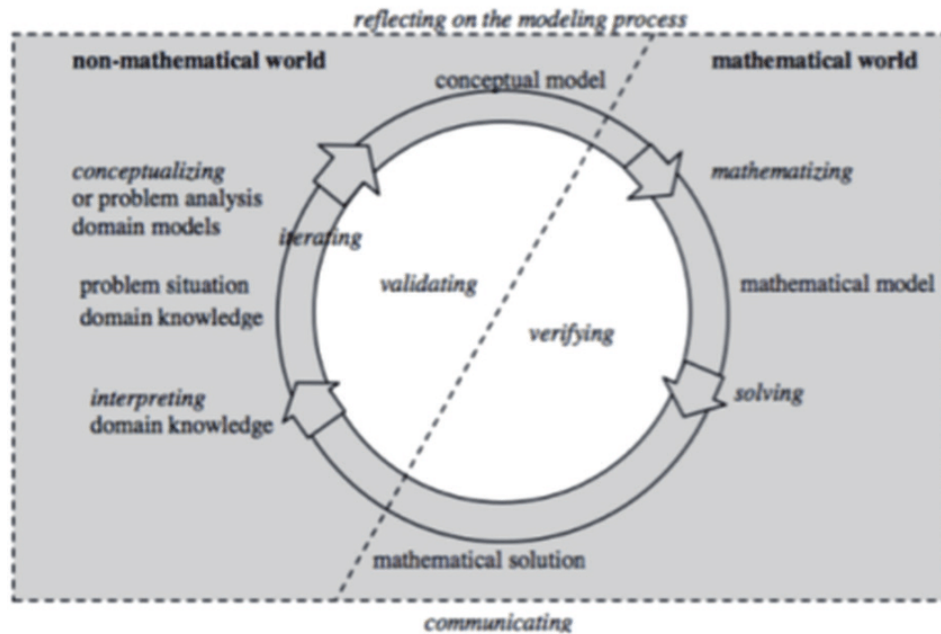 reflecting on the modeling process
non-mathematical world
mathematical world
conceptual model
conceptualizing
or problem analysis
domain models
mathematizing
iterating
problem situation
domain knowledge
validating
mathematical model
verifying
interpreting
domain knowledge
solving
mathematical solution
communicating